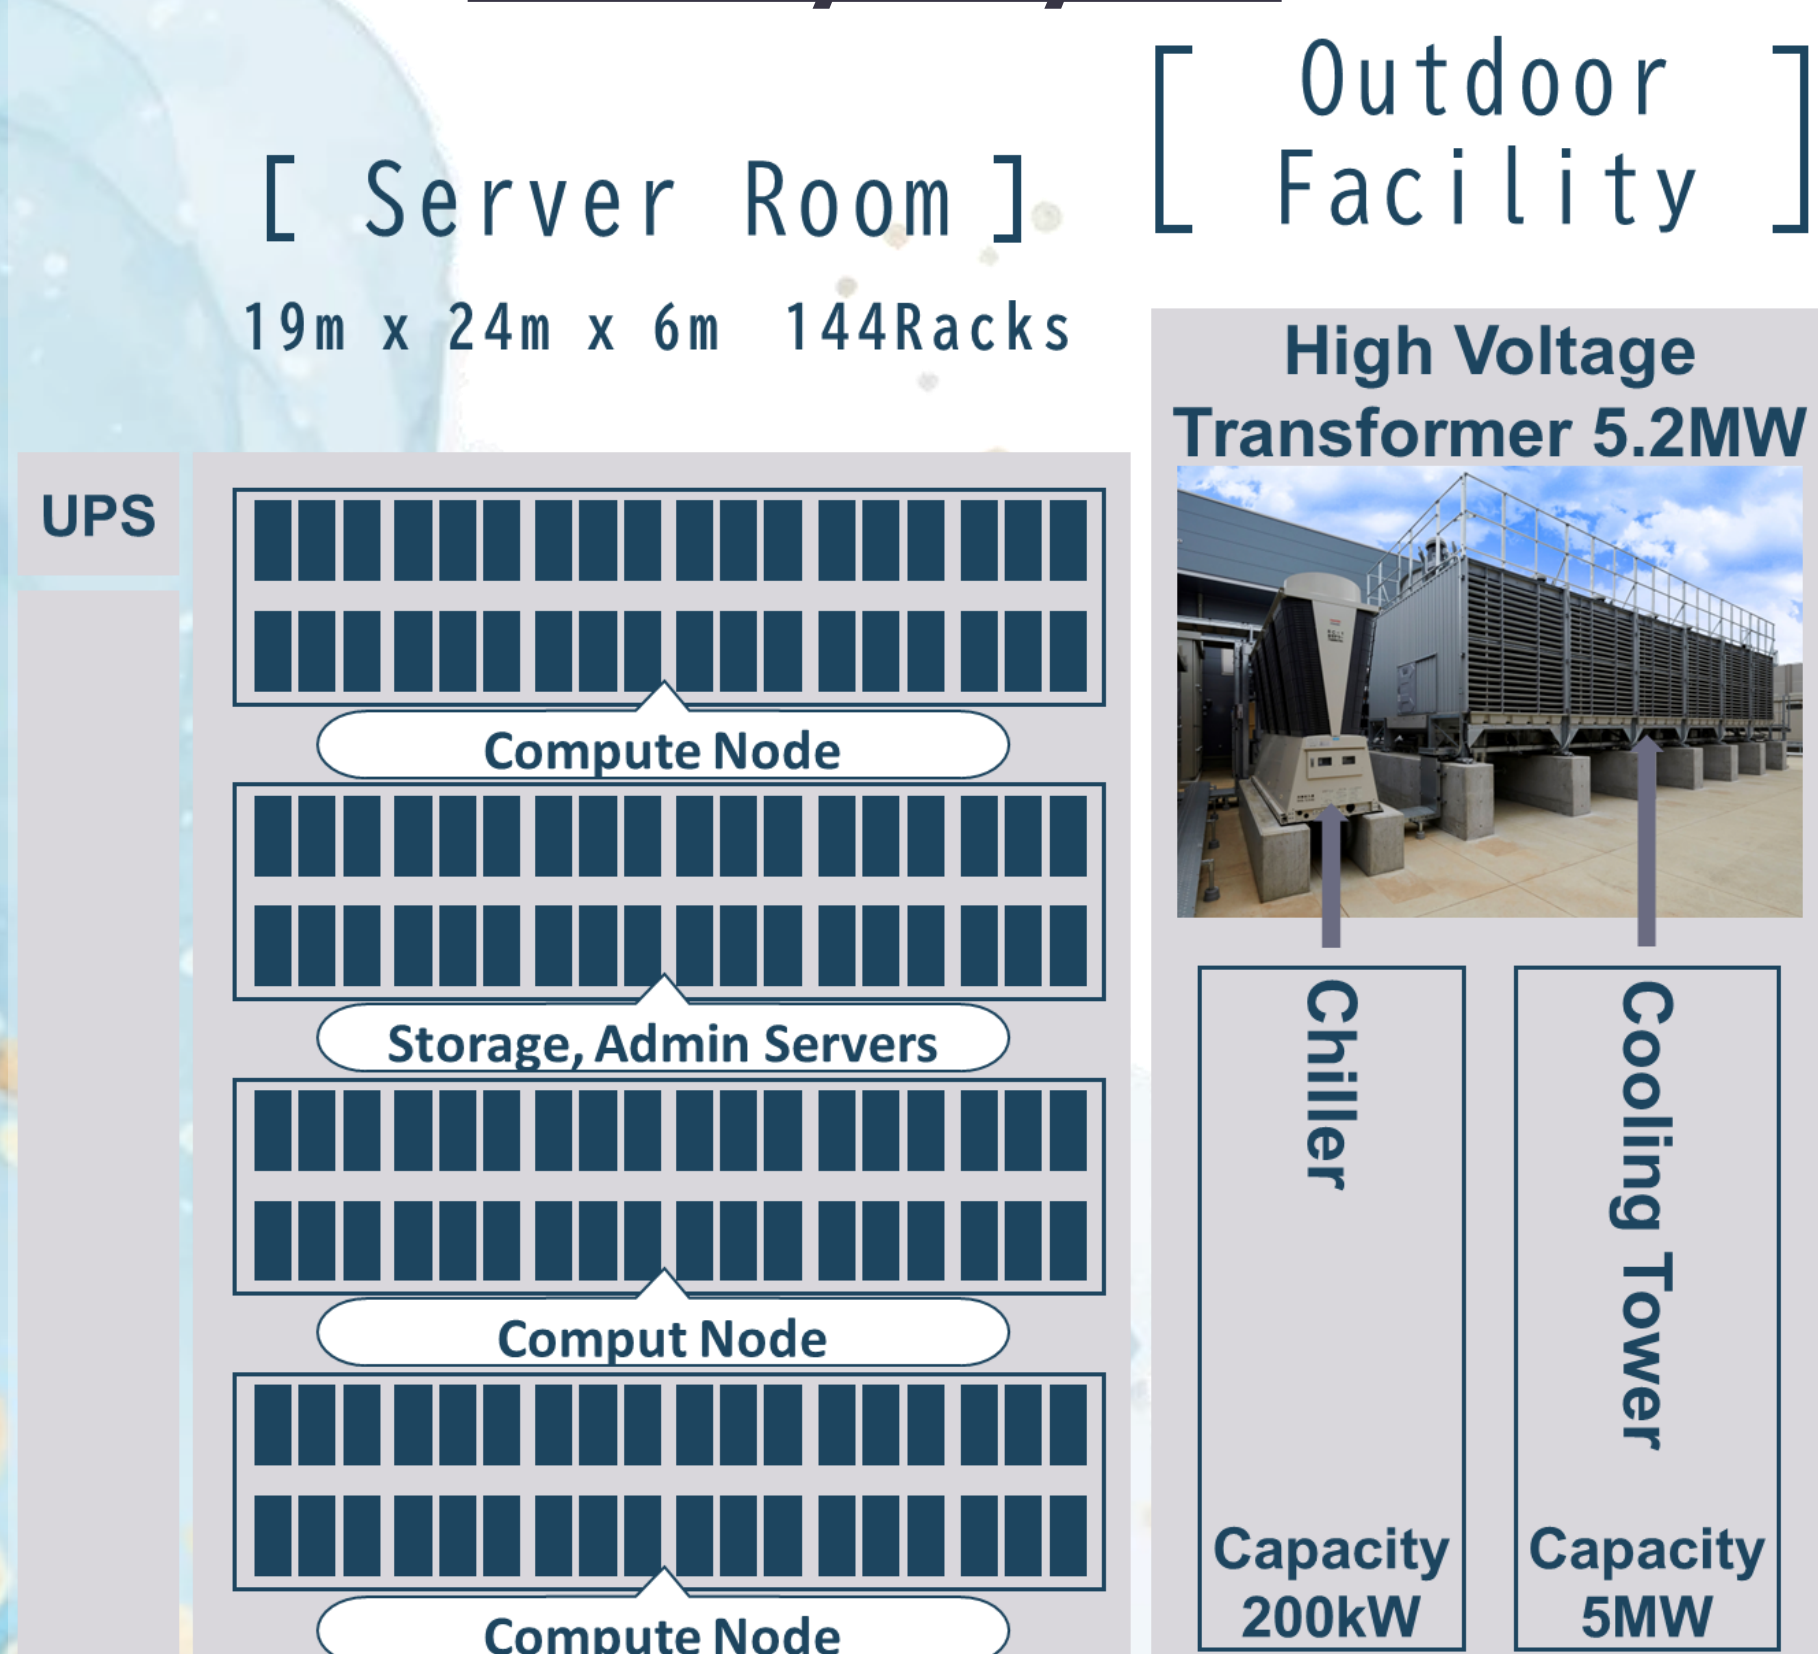 [ Server Room ]
19m x 24m x 6m 144Racks
UPS
Compute Node
Storage, Admin Servers
Comput Node
Compute Node
[ Outdoor
Facility ]
High Voltage
Transformer 5.2MW
Chiller
Capacity
200kW
Cooling Tower
Capacity
5MW